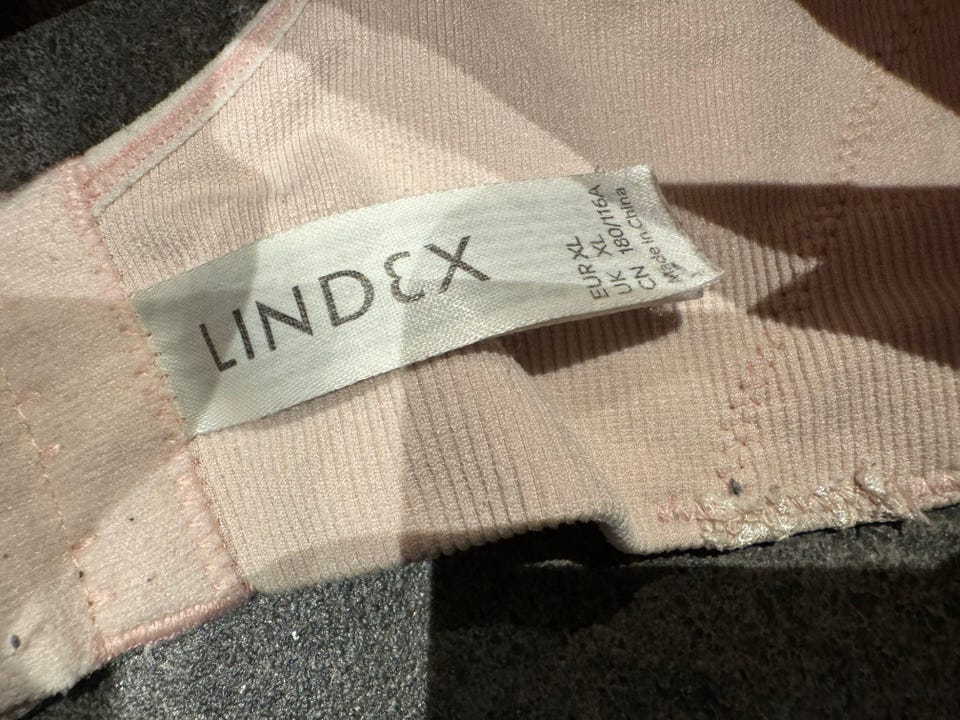 LINDEX
EUR XL
UK XL
CN 180/116A
Made in China